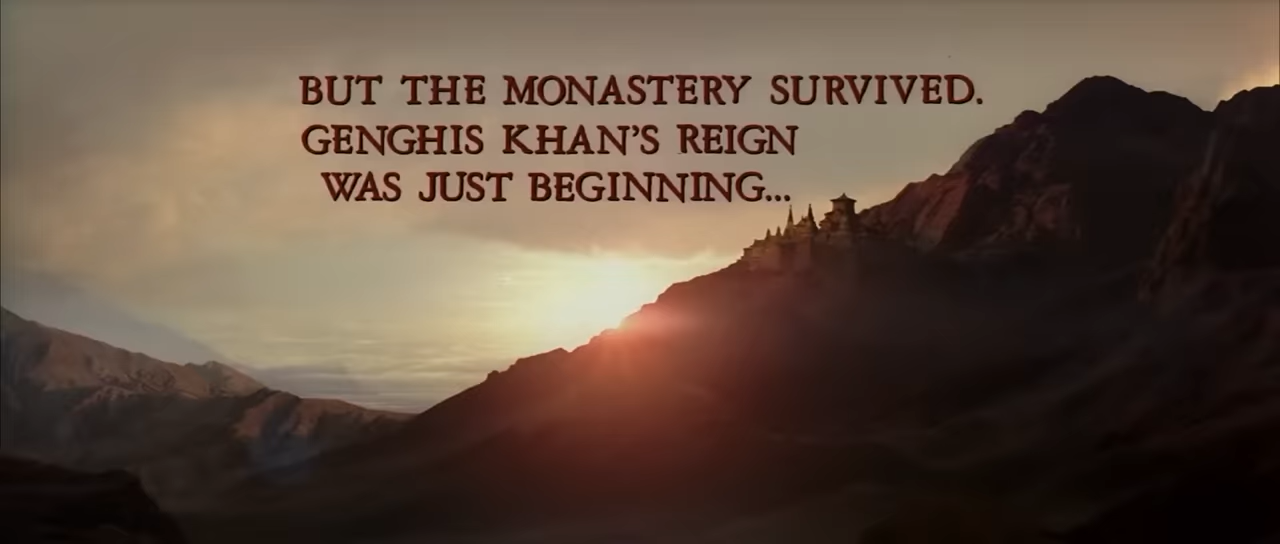 BUT THE MONASTERY SURVIVED.
GENGHIS KHAN'S REIGN
WAS JUST BEGINNING...